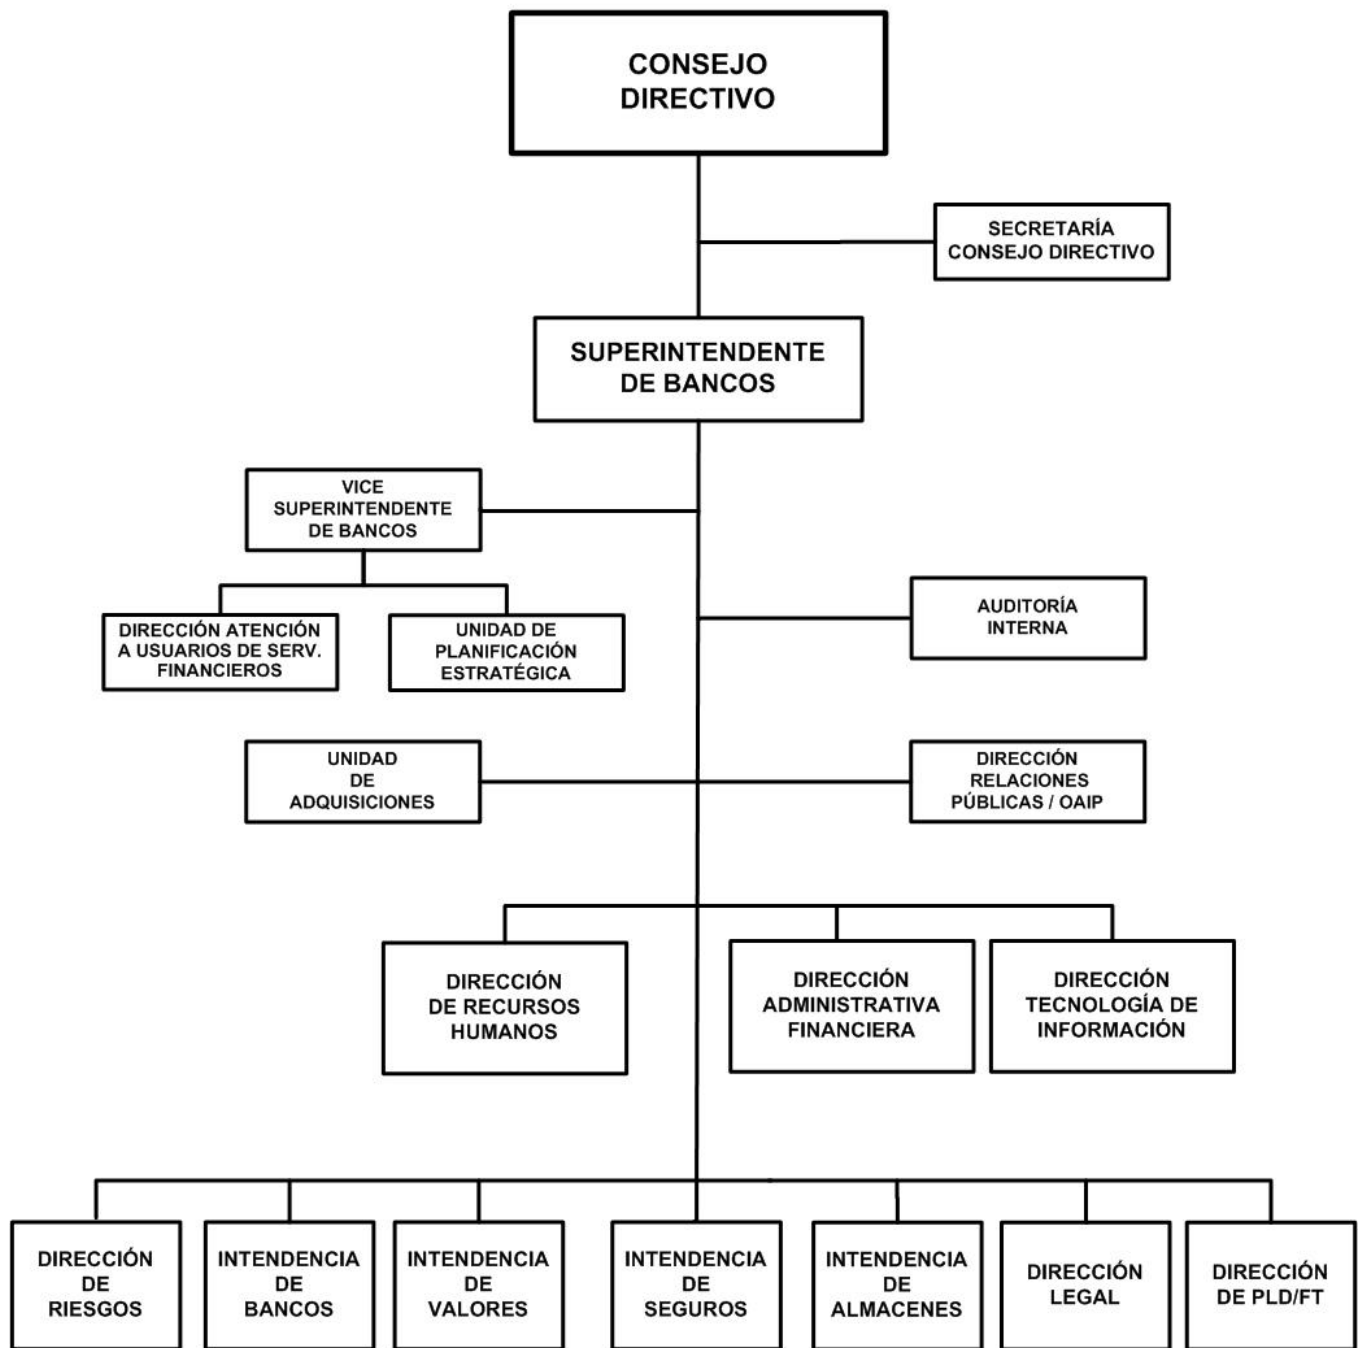 CONSEJO
DIRECTIVO
SECRETARÍA
CONSEJO DIRECTIVO
SUPERINTENDENTE
DE BANCOS
VICE
SUPERINTENDENTE
DE BANCOS
DIRECCIÓN ATENCIÓN
A USUARIOS DE SERV.
FINANCIEROS
UNIDAD DE
PLANIFICACIÓN
ESTRATÉGICA
AUDITORÍA
INTERNA
UNIDAD
DE
ADQUISICIONES
DIRECCIÓN
RELACIONES
PÚBLICAS / OAIP
DIRECCIÓN
DE RECURSOS
HUMANOS
DIRECCIÓN
ADMINISTRATIVA
FINANCIERA
DIRECCIÓN
TECNOLOGÍA DE
INFORMACIÓN
DIRECCIÓN
DE
RIESGOS
INTENDENCIA
DE
BANCOS
INTENDENCIA
DE
VALORES
INTENDENCIA
DE
SEGUROS
INTENDENCIA
DE
ALMACENES
DIRECCIÓN
LEGAL
DIRECCIÓN
DE PLD/FT